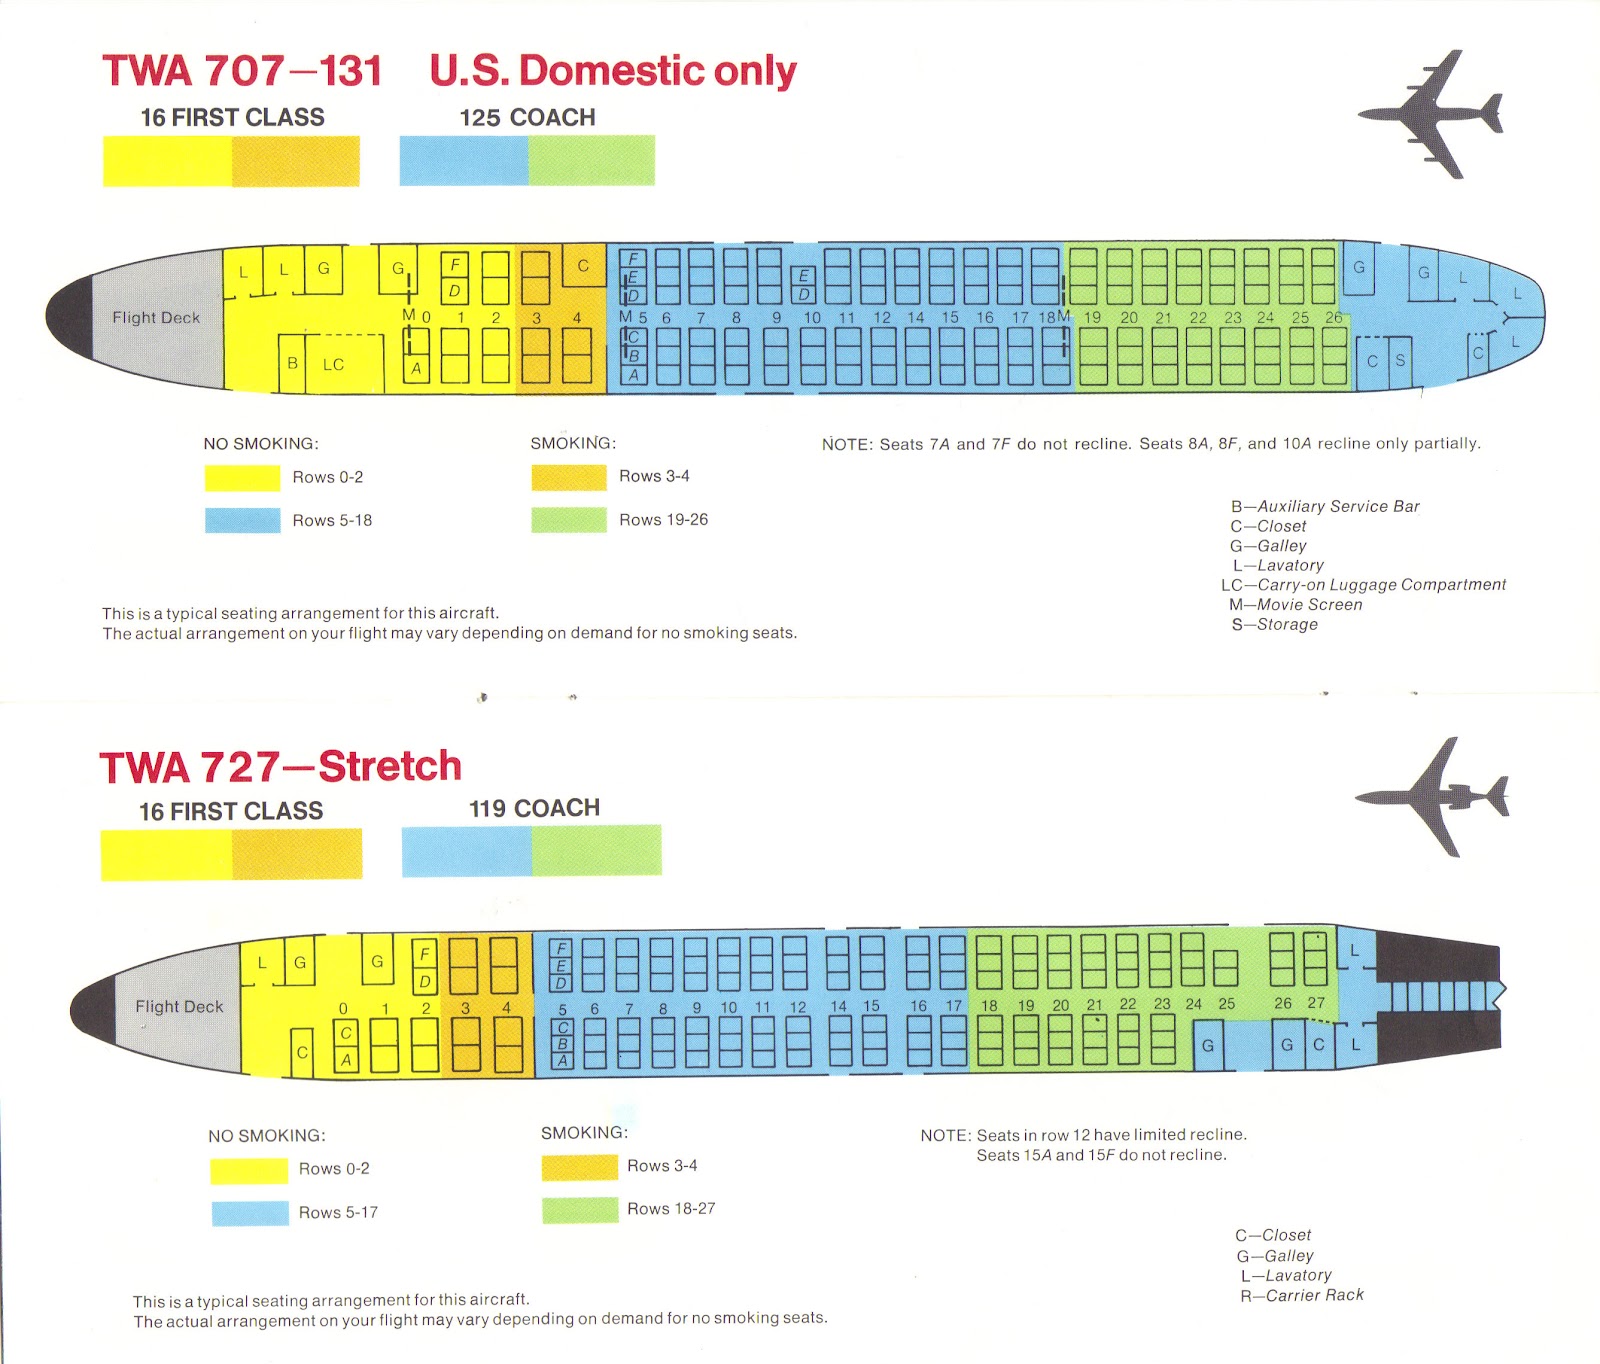 TWA 707—131 U.S. Domestic only
16 FIRST CLASS 125 COACH
L L G G F D C F E D E D G G L L
Flight Deck M 0 1 2 3 4 M 5 6 7 8 9 10 11 12 14 15 16 17 18 M 19 20 21 22 23 24 25 26
B LC A C B A C S C L
NO SMOKING: SMOKING: NOTE: Seats 7A and 7F do not recline. Seats 8A, 8F, and 10A recline only partially.
Rows 0-2 Rows 3-4
Rows 5-18 Rows 19-26
B—Auxiliary Service Bar
C—Closet
G—Galley
L—Lavatory
LC—Carry-on Luggage Compartment
M—Movie Screen
S—Storage
This is a typical seating arrangement for this aircraft.
The actual arrangement on your flight may vary depending on demand for no smoking seats.
TWA 727—Stretch
16 FIRST CLASS 119 COACH
L G G F D F E D L
Flight Deck 0 1 2 3 4 5 6 7 8 9 10 11 12 14 15 16 17 18 19 20 21 22 23 24 25 26 27
C C A C B A G G C L
NO SMOKING: SMOKING: NOTE: Seats in row 12 have limited recline.
Seats 15A and 15F do not recline.
Rows 0-2 Rows 3-4
Rows 5-17 Rows 18-27
C—Closet
G—Galley
L—Lavatory
R—Carrier Rack
This is a typical seating arrangement for this aircraft.
The actual arrangement on your flight may vary depending on demand for no smoking seats.